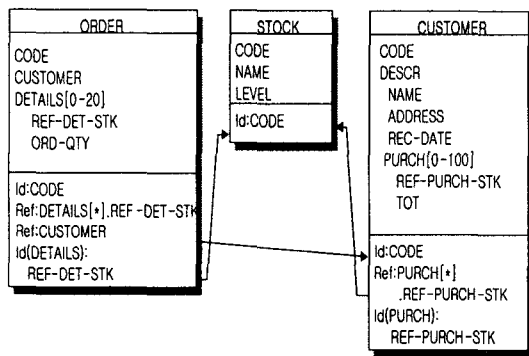 ORDER
CODE
CUSTOMER
DETAILS[0-20]
REF-DET-STK
ORD-QTY
Id:CODE
Ref:DETAILS[*].REF-DET-STK
Ref:CUSTOMER
Id(DETAILS):
REF-DET-STK
STOCK
CODE
NAME
LEVEL
Id:CODE
CUSTOMER
CODE
DESCR
NAME
ADDRESS
REC-DATE
PURCH[0-100]
REF-PURCH-STK
TOT
Id:CODE
Ref:PURCH[*]
.REF-PURCH-STK
Id(PURCH):
REF-PURCH-STK